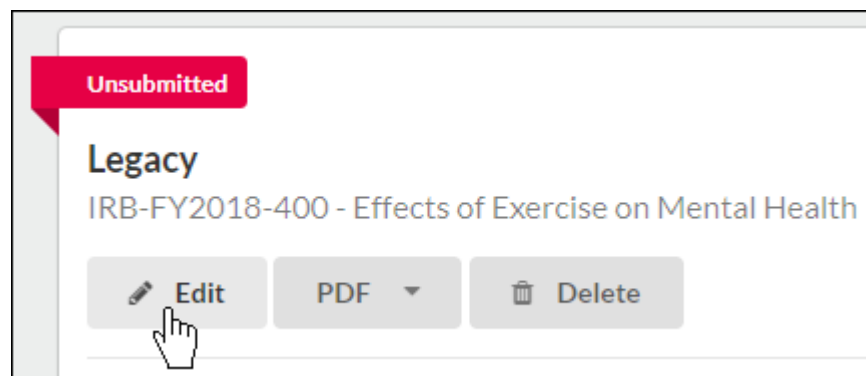 Unsubmitted
Legacy
IRB-FY2018-400 - Effects of Exercise on Mental Health
Edit PDF Delete